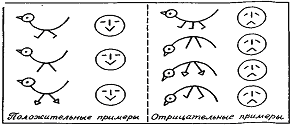 Положительные примеры
Отрицательные примеры